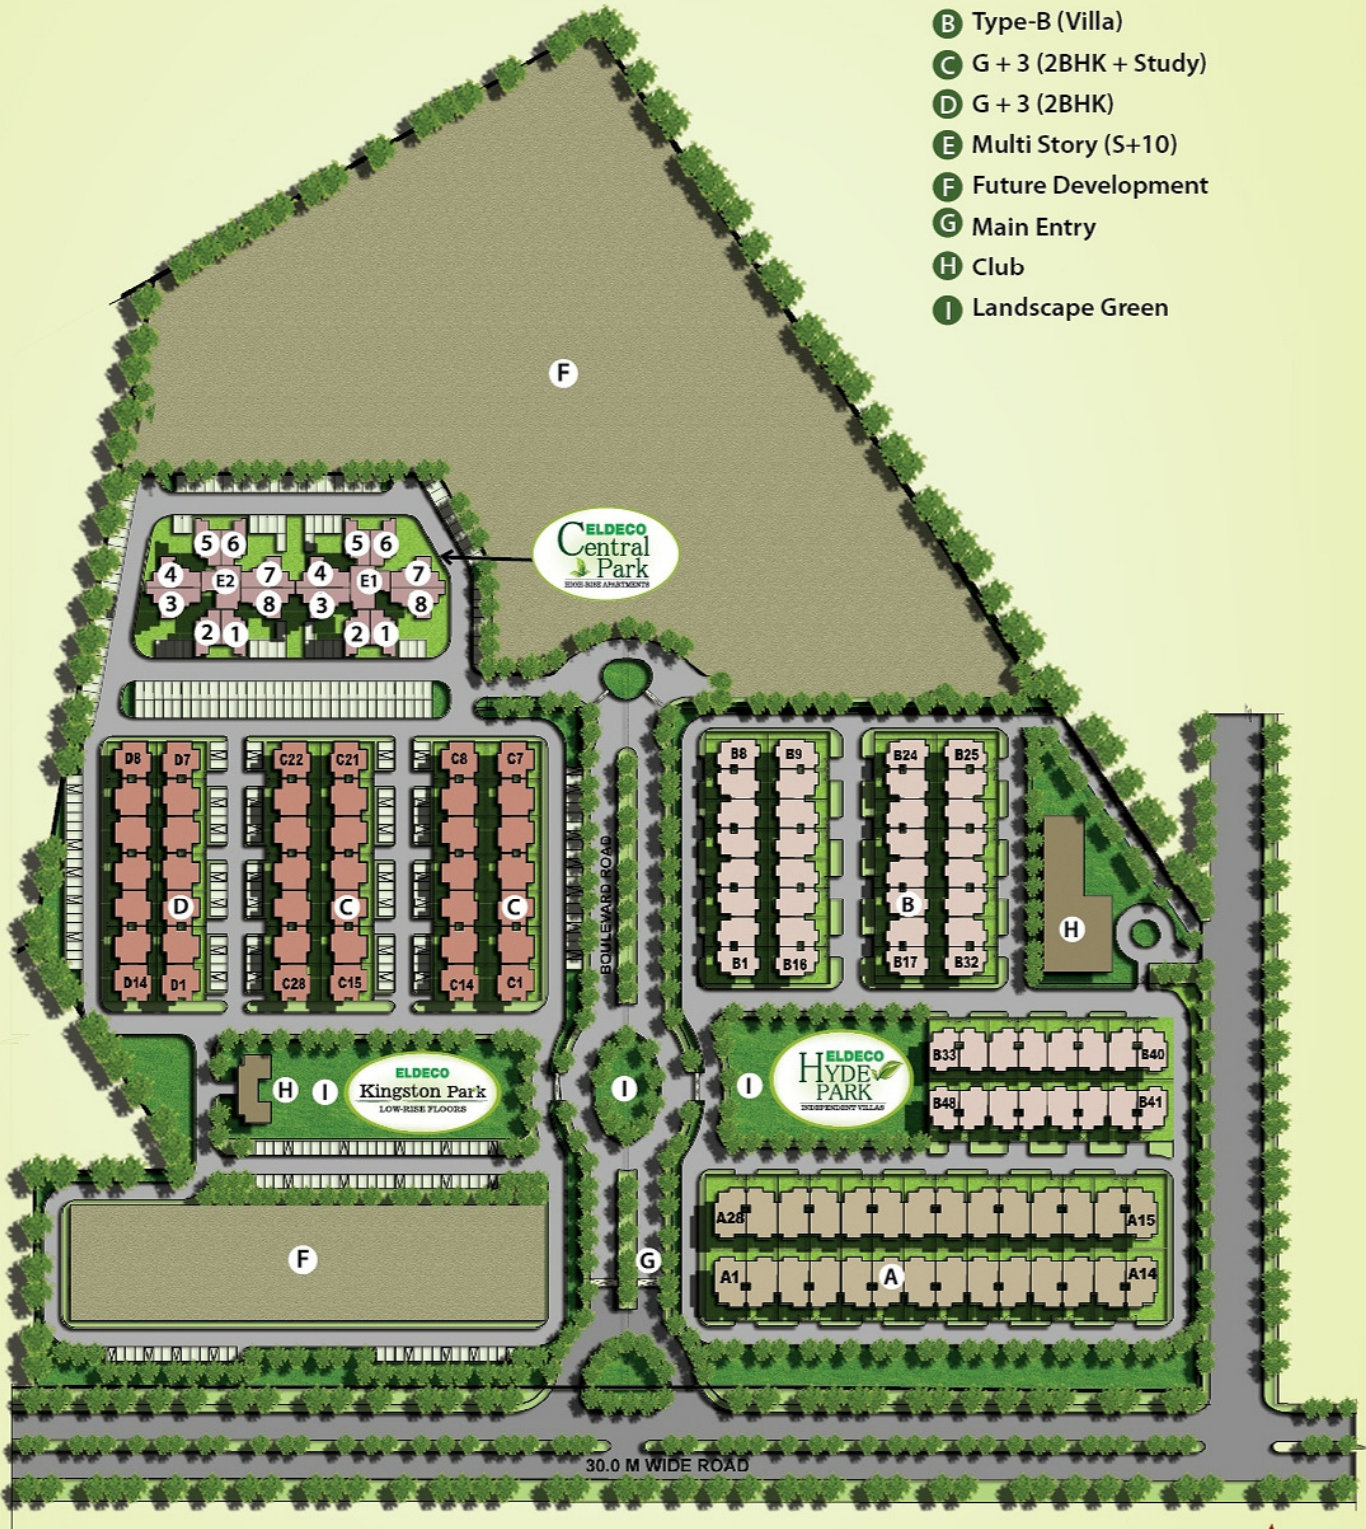 B Type-B (Villa)
C G + 3 (2BHK + Study)
D G + 3 (2BHK)
E Multi Story (S+10)
F Future Development
G Main Entry
H Club
I Landscape Green
F
ELDECO
Central
Park
HIGH-RISE APARTMENTS
5 6 5 6
4 E2 7 4 E1 7
3 8 3 8
2 1 2 1
D8 D7 C22 C21 C8 C7
B8 B9 B24 B25
D C C
BOULEVARD ROAD
B
H
D14 D1 C28 C15 C14 C1
B1 B16 B17 B32
H I
ELDECO
Kingston Park
LOW-RISE FLOORS
I
I
ELDECO
HYDE
PARK
INDEPENDENT VILLAS
B33 B40
B48 B41
A28 A15
F
G
A1 A A14
30.0 M WIDE ROAD